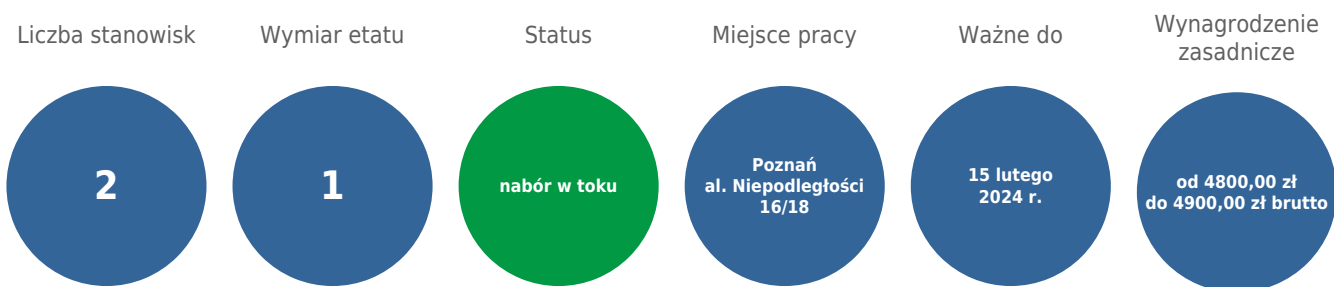 Liczba stanowisk
2
Wymiar etatu
1
Status
nabór w toku
Miejsce pracy
Poznań
al. Niepodległości
16/18
Ważne do
15 lutego
2024 r.
Wynagrodzenie
zasadnicze
od 4800,00 zł
do 4900,00 zł brutto